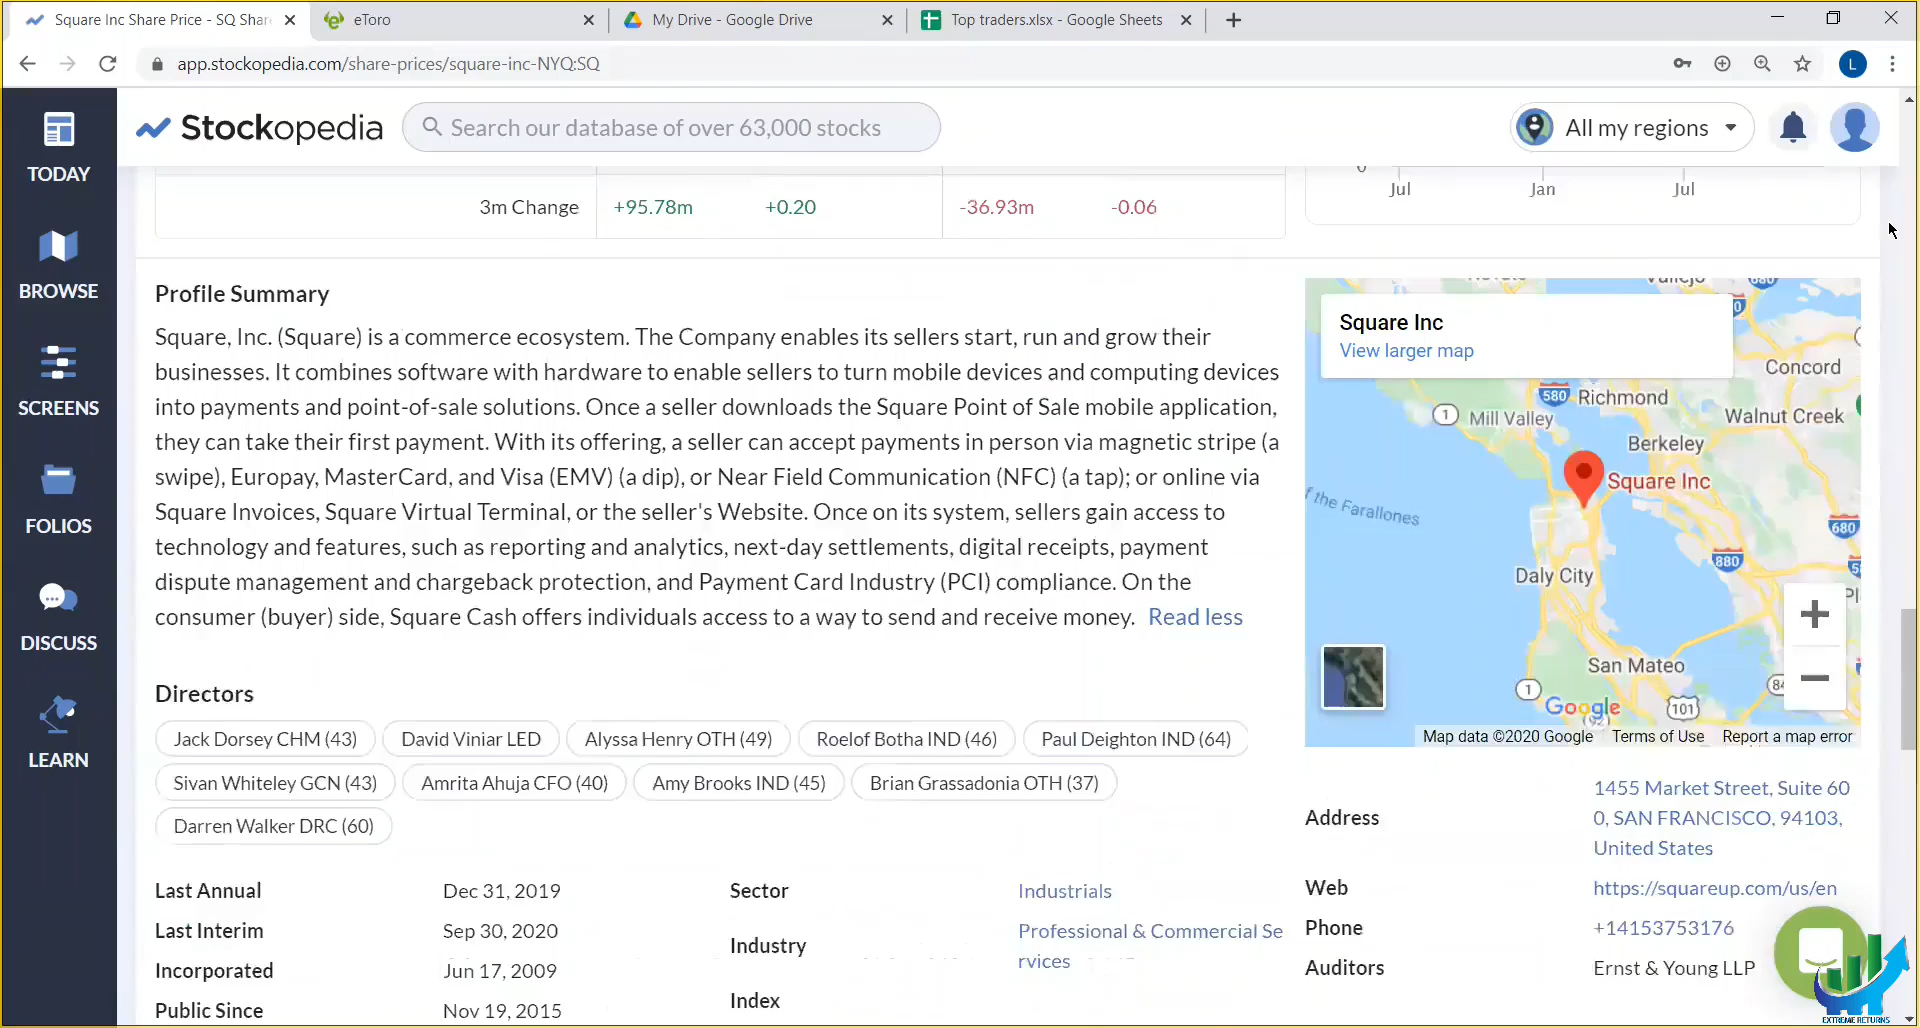 Square Inc Share Price - SQ Shar
eToro
My Drive - Google Drive
Top traders.xlsx - Google Sheets
app.stockopedia.com/share-prices/square-inc-NYQ:SQ
L
Stockopedia
Search our database of over 63,000 stocks
All my regions
TODAY
BROWSE
SCREENS
FOLIOS
DISCUSS
LEARN
3m Change +95.78m +0.20 -36.93m -0.06
0
Jul Jan Jul
Profile Summary
Square, Inc. (Square) is a commerce ecosystem. The Company enables its sellers start, run and grow their
businesses. It combines software with hardware to enable sellers to turn mobile devices and computing devices
into payments and point-of-sale solutions. Once a seller downloads the Square Point of Sale mobile application,
they can take their first payment. With its offering, a seller can accept payments in person via magnetic stripe (a
swipe), Europay, MasterCard, and Visa (EMV) (a dip), or Near Field Communication (NFC) (a tap); or online via
Square Invoices, Square Virtual Terminal, or the seller's Website. Once on its system, sellers gain access to
technology and features, such as reporting and analytics, next-day settlements, digital receipts, payment
dispute management and chargeback protection, and Payment Card Industry (PCI) compliance. On the
consumer (buyer) side, Square Cash offers individuals access to a way to send and receive money. Read less
Square Inc
View larger map
Vallejo
80
Concord
580 Richmond
1 Mill Valley
Walnut Creek
Berkeley
Square Inc
f the Farallones
680
880
Daly City
San Mateo
1
84
Google
101
92
Map data ©2020 Google Terms of Use Report a map error
Directors
Jack Dorsey CHM (43) David Viniar LED Alyssa Henry OTH (49) Roelof Botha IND (46) Paul Deighton IND (64)
Sivan Whiteley GCN (43) Amrita Ahuja CFO (40) Amy Brooks IND (45) Brian Grassadonia OTH (37)
Darren Walker DRC (60)
Last Annual Dec 31, 2019
Last Interim Sep 30, 2020
Incorporated Jun 17, 2009
Public Since Nov 19, 2015
Sector Industrials
Industry Professional & Commercial Se
rvices
Index
Address 1455 Market Street, Suite 60
0, SAN FRANCISCO, 94103,
United States
Web https://squareup.com/us/en
Phone +14153753176
Auditors Ernst & Young LLP
EXTREME RETURNS